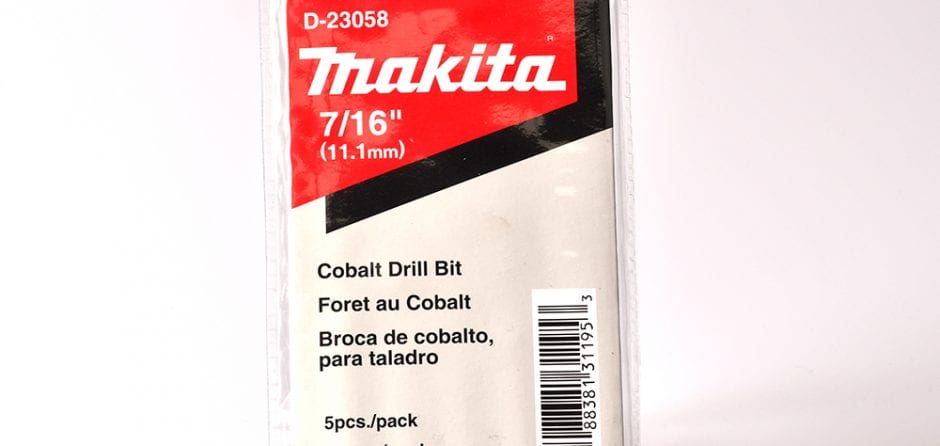 D-23058
makita
®
7/16"
(11.1mm)
Cobalt Drill Bit
Foret au Cobalt
Broca de cobalto,
para taladro
5pcs./pack
88381 31195 3